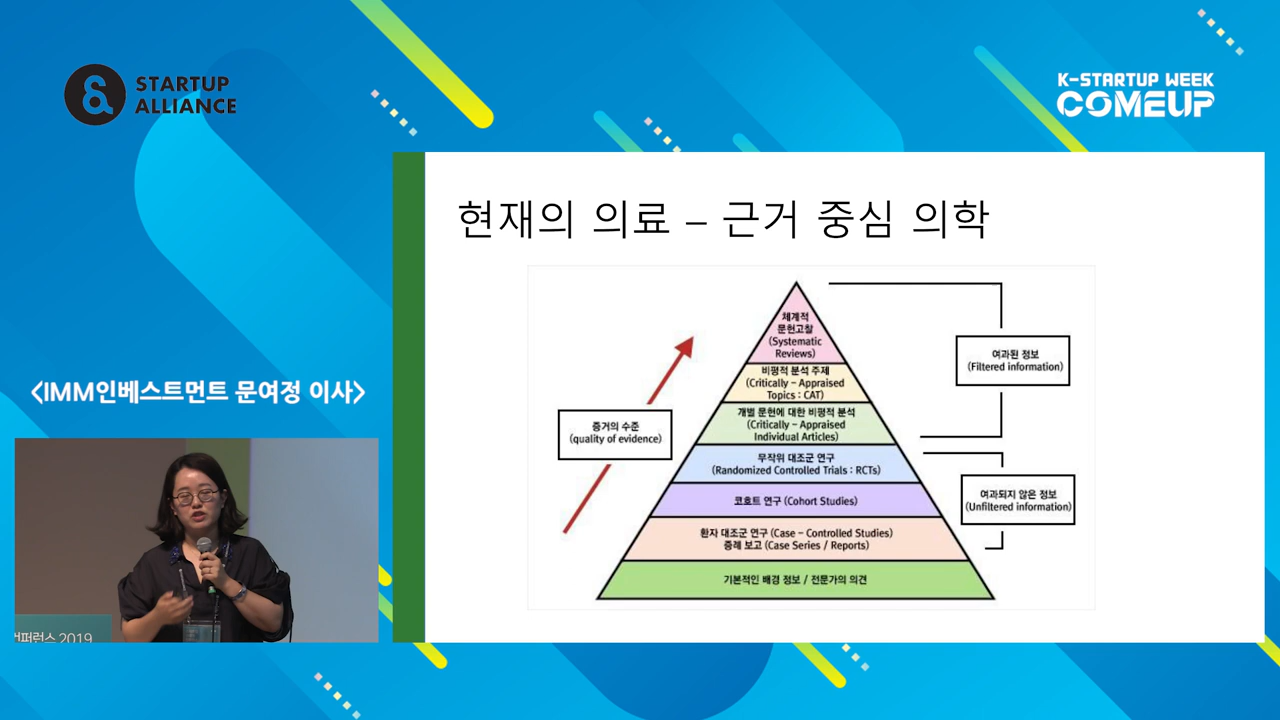 STARTUP
ALLIANCE
K-STARTUP WEEK
COMEUP
현재의 의료 – 근거 중심 의학
체계적
문헌고찰
(Systematic
Reviews)
비평적 분석 주제
(Critically – Appraised
Topics : CAT)
개별 문헌에 대한 비평적 분석
(Critically – Appraised
Individual Articles)
무작위 대조군 연구
(Randomized Controlled Trials : RCTs)
코호트 연구 (Cohort Studies)
환자 대조군 연구 (Case – Controlled Studies)
증례 보고 (Case Series / Reports)
기본적인 배경 정보 / 전문가의 의견
증거의 수준
(quality of evidence)
여과된 정보
(Filtered information)
여과되지 않은 정보
(Unfiltered information)
<IMM인베스트먼트 문여정 이사>
컨퍼런스 2019